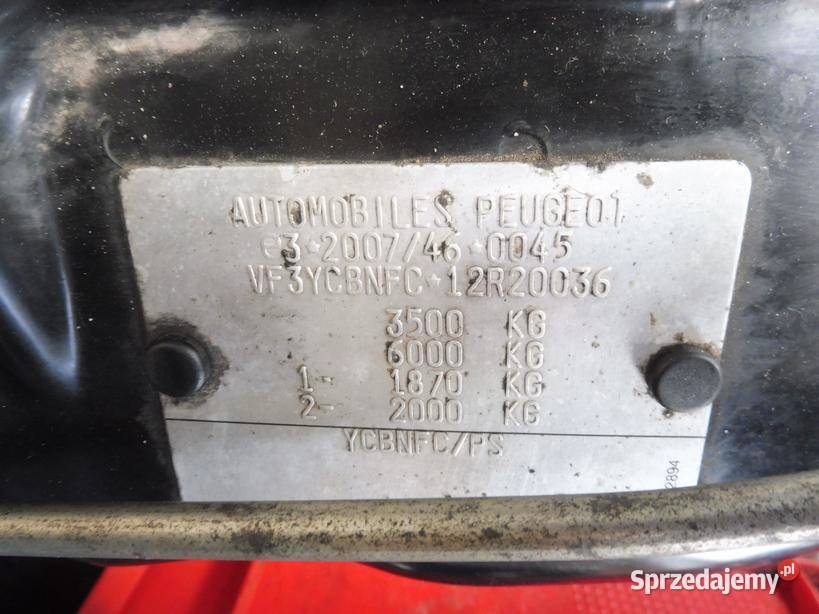 AUTOMOBILES PEUGEOT
e3*2007/46*0045
VF3YCBNFC*12R20036
3500 KG
6000 KG
1- 1870 KG
2- 2000 KG
YCBNFC/PS
2894
Sprzedajemy.pl